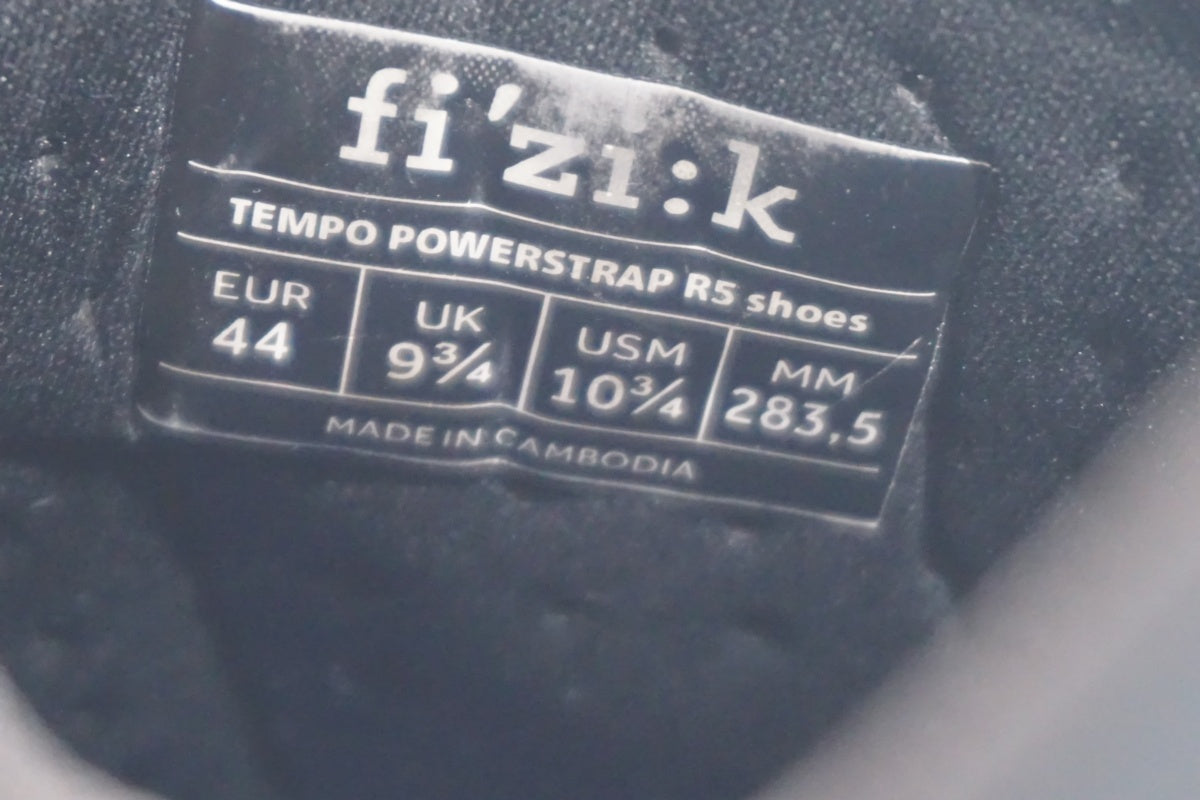 fi'zi:k
TEMPO POWERSTRAP R5 shoes
EUR UK USM MM
44 9¾ 10¾ 283,5
MADE IN CAMBODIA